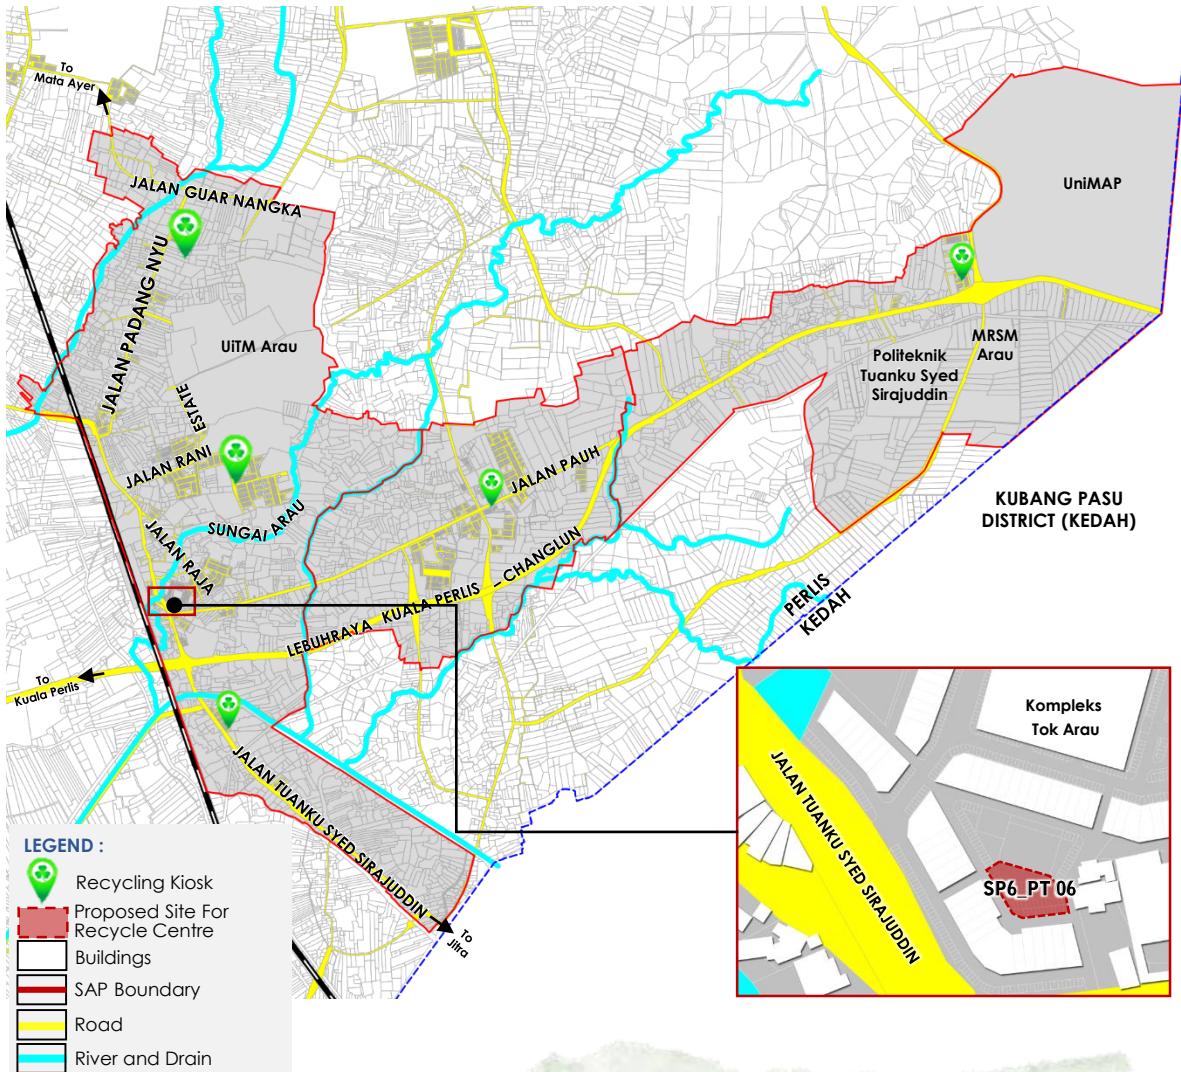 To
Mata Ayer
JALAN GUAR NANGKA
JALAN PADANG NYU
UiTM Arau
ESTATE
JALAN RANI
SUNGAI ARAU
JALAN RAJA
JALAN PAUH
LEBUHRAYA KUALA PERLIS – CHANGLUN
To
Kuala Perlis
JALAN TUANKU SYED SIRAJUDDIN
To
Jitra
UniMAP
MRSM
Arau
Politeknik
Tuanku Syed
Sirajuddin
KUBANG PASU
DISTRICT (KEDAH)
PERLIS
KEDAH
Kompleks
Tok Arau
JALAN TUANKU SYED SIRAJUDDIN
SP6_PT 06
LEGEND :
Recycling Kiosk
Proposed Site For
Recycle Centre
Buildings
SAP Boundary
Road
River and Drain